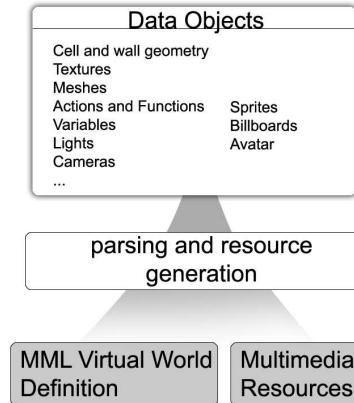 Data Objects
Cell and wall geometry
Textures
Meshes
Actions and Functions
Variables
Lights
Cameras
...
Sprites
Billboards
Avatar
parsing and resource
generation
MML Virtual World
Definition
Multimedia
Resources